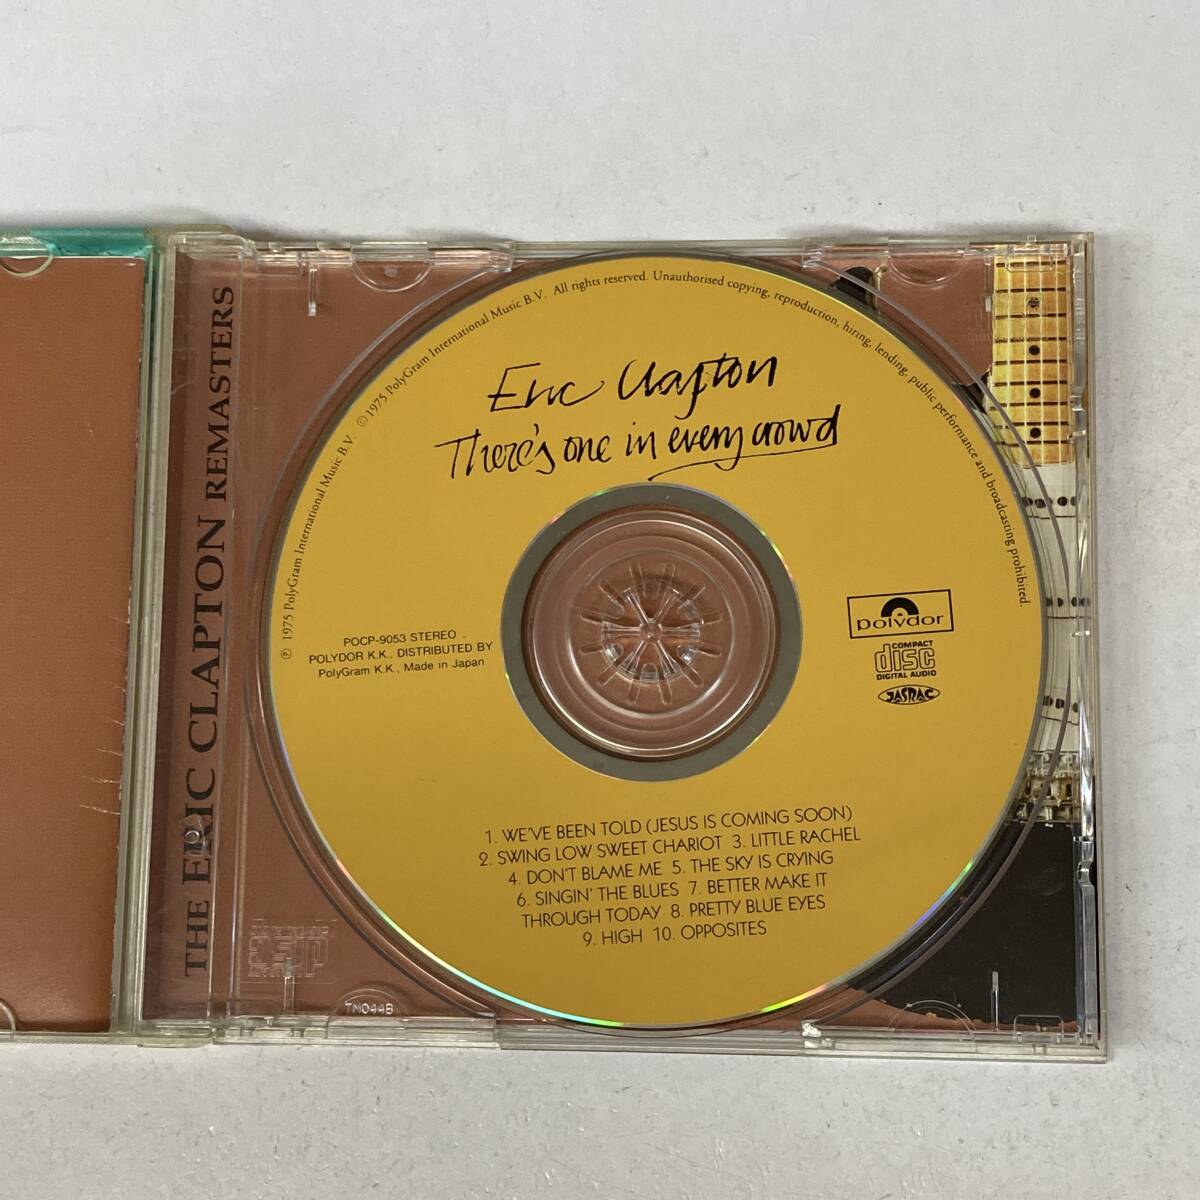 THE ERIC CLAPTON REMASTERS
℗ 1975 PolyGram International Music B.V. © 1975 PolyGram International Music B.V. All rights reserved. Unauthorised copying, reproduction, hiring, lending, public performance and broadcasting prohibited.
Eric Clapton
There's one in every crowd
POCP-9053 STEREO
POLYDOR K.K., DISTRIBUTED BY
PolyGram K.K., Made in Japan
polydor
COMPACT
disc
DIGITAL AUDIO
JASRAC
1. WE'VE BEEN TOLD (JESUS IS COMING SOON)
2. SWING LOW SWEET CHARIOT 3. LITTLE RACHEL
4. DON'T BLAME ME 5. THE SKY IS CRYING
6. SINGIN' THE BLUES 7. BETTER MAKE IT
THROUGH TODAY 8. PRETTY BLUE EYES
9. HIGH 10. OPPOSITES
TM044B